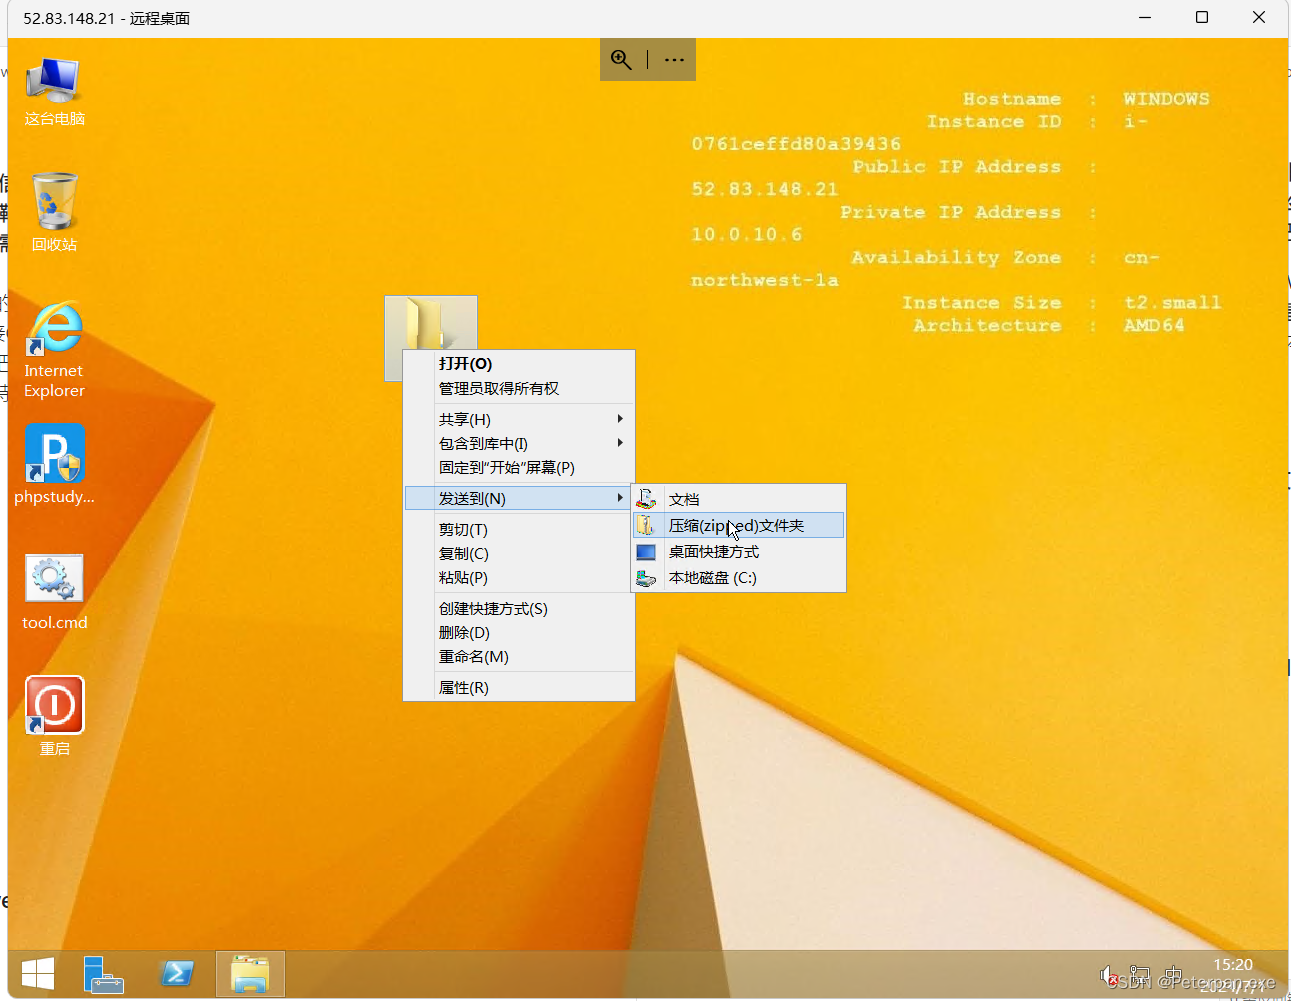 52.83.148.21 - 远程桌面
这台电脑
回收站
Internet
Explorer
phpstudy...
tool.cmd
重启
Hostname : WINDOWS
Instance ID : i-
0761ceffd80a39436
Public IP Address :
52.83.148.21
Private IP Address :
10.0.10.6
Availability Zone : cn-
northwest-1a
Instance Size : t2.small
Architecture : AMD64
打开(O)
管理员取得所有权
共享(H)
包含到库中(I)
固定到“开始”屏幕(P)
发送到(N)
剪切(T)
复制(C)
粘贴(P)
创建快捷方式(S)
删除(D)
重命名(M)
属性(R)
文档
压缩(zipped)文件夹
桌面快捷方式
本地磁盘 (C:)
中
15:20
CSDN @Peterpan.exe